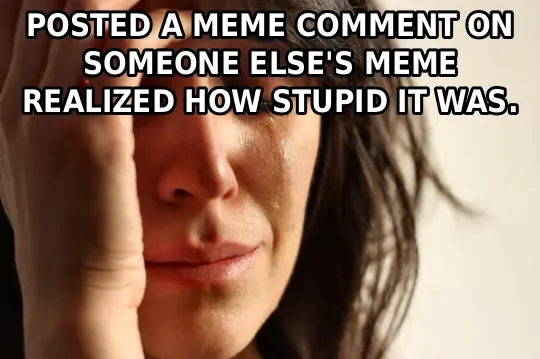 POSTED A MEME COMMENT ON
SOMEONE ELSE'S MEME
REALIZED HOW STUPID IT WAS.